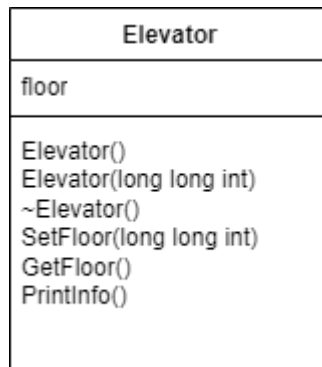 Elevator
floor
Elevator()
Elevator(long long int)
~Elevator()
SetFloor(long long int)
GetFloor()
PrintInfo()